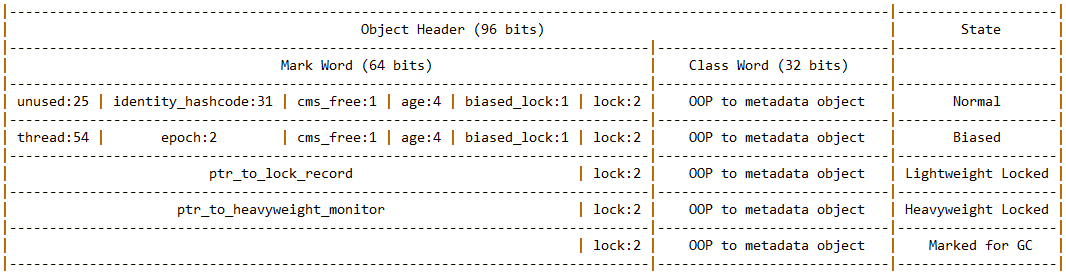 |--------------------------------------------------------------------------------------------------------------|--------------------|
|                                            Object Header (96 bits)                                           |        State       |
|--------------------------------------------------------------------------------|-----------------------------|--------------------|
|                                  Mark Word (64 bits)                           |    Class Word (32 bits)     |                    |
|--------------------------------------------------------------------------------|-----------------------------|--------------------|
| unused:25 | identity_hashcode:31 | cms_free:1 | age:4 | biased_lock:1 | lock:2 |    OOP to metadata object   |       Normal       |
|--------------------------------------------------------------------------------|-----------------------------|--------------------|
| thread:54 |       epoch:2        | cms_free:1 | age:4 | biased_lock:1 | lock:2 |    OOP to metadata object   |       Biased       |
|--------------------------------------------------------------------------------|-----------------------------|--------------------|
|                         ptr_to_lock_record                            | lock:2 |    OOP to metadata object   | Lightweight Locked |
|--------------------------------------------------------------------------------|-----------------------------|--------------------|
|                     ptr_to_heavyweight_monitor                        | lock:2 |    OOP to metadata object   | Heavyweight Locked |
|--------------------------------------------------------------------------------|-----------------------------|--------------------|
|                                                                       | lock:2 |    OOP to metadata object   |    Marked for GC   |
|--------------------------------------------------------------------------------|-----------------------------|--------------------|